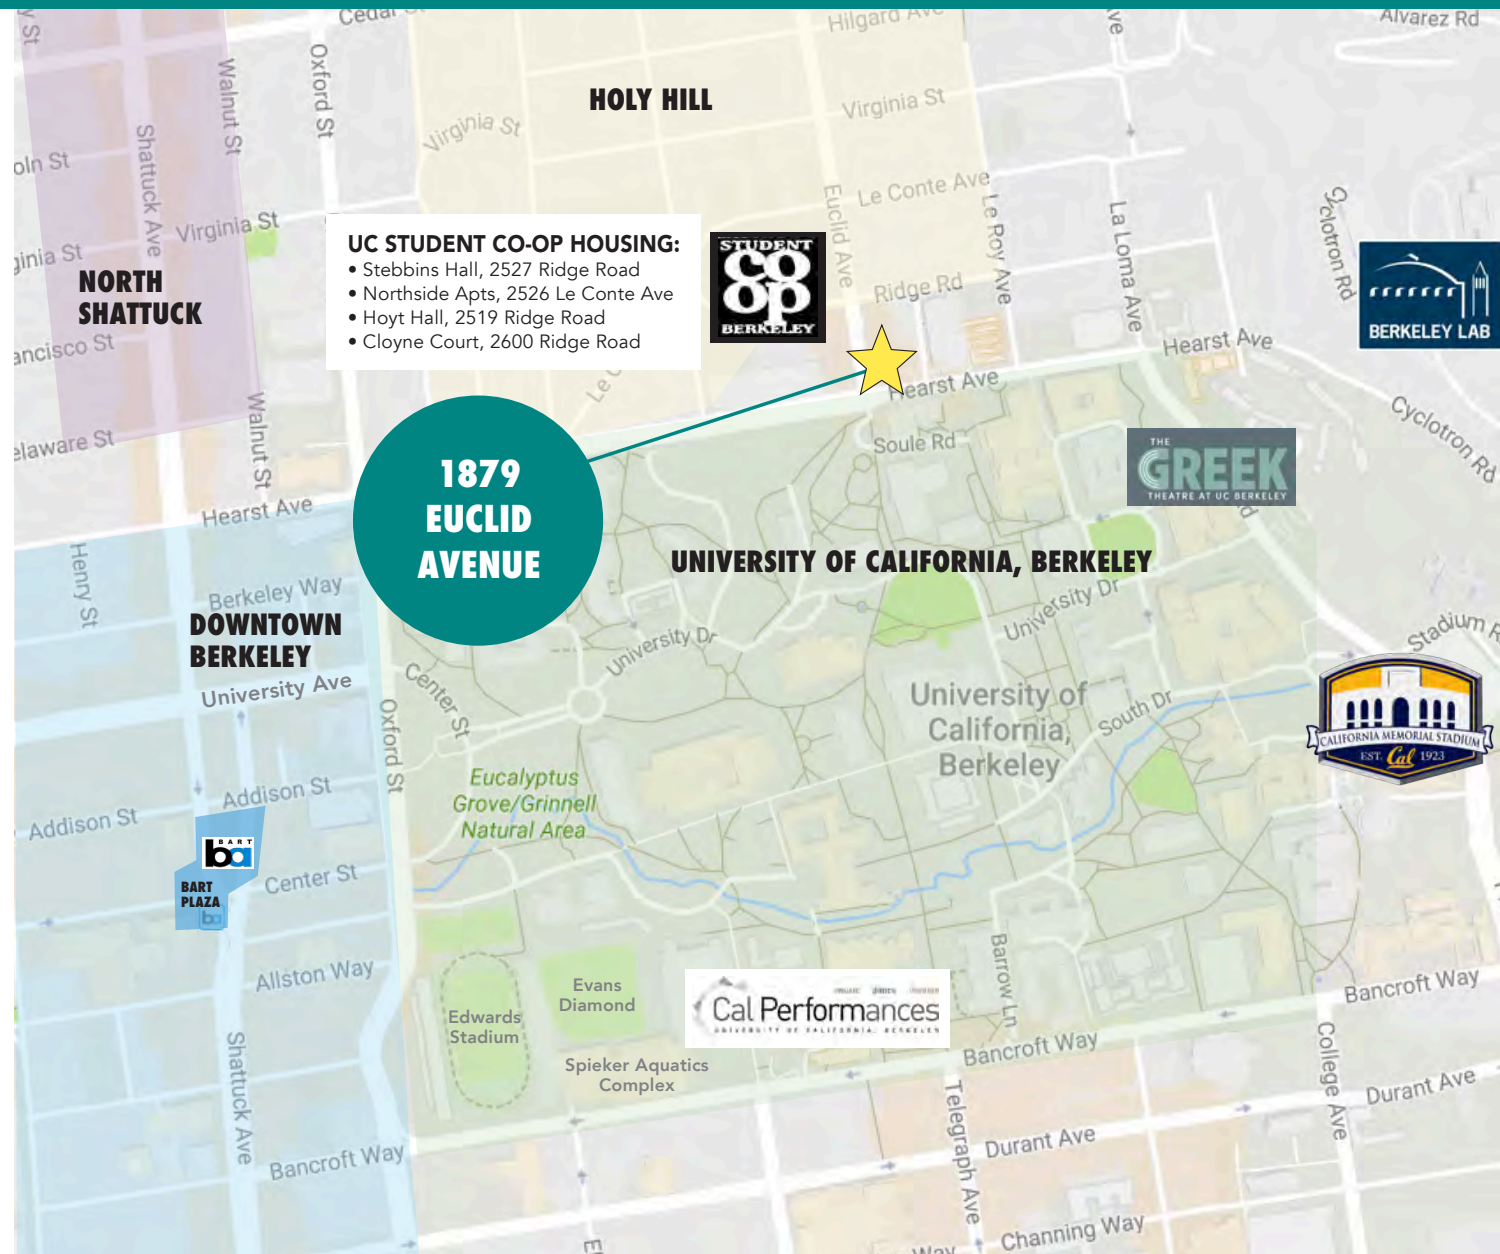 Cedar
Hilgard Ave
Alvarez Rd
Oxford St
Walnut St
HOLY HILL
Virginia St
Virginia St
Shattuck Ave
Le Conte Ave
Euclid Ave
Le Roy Ave
La Loma Ave
Virginia St
NORTH
SHATTUCK
UC STUDENT CO-OP HOUSING:
• Stebbins Hall, 2527 Ridge Road
• Northside Apts, 2526 Le Conte Ave
• Hoyt Hall, 2519 Ridge Road
• Cloyne Court, 2600 Ridge Road
STUDENT
CO
OP
BERKELEY
Ridge Rd
Hearst Ave
BERKELEY LAB
Hearst Ave
Soule Rd
Cyclotron Rd
Walnut St
1879
EUCLID
AVENUE
THE
GREEK
THEATRE AT UC BERKELEY
Hearst Ave
Henry St
Berkeley Way
UNIVERSITY OF CALIFORNIA, BERKELEY
DOWNTOWN
BERKELEY
University Ave
University Dr
University Dr
Center St
Oxford St
University of
California,
Berkeley
South Dr
Stadium R
CALIFORNIA MEMORIAL STADIUM
EST. Cal 1923
Eucalyptus
Grove/Grinnell
Natural Area
Addison St
Addison St
BART
ba
BART
PLAZA
ba
Center St
Allston Way
Evans
Diamond
Edwards
Stadium
Spieker Aquatics
Complex
Cal Performances
UNIVERSITY OF CALIFORNIA, BERKELEY
Barrow Ln
Bancroft Way
Bancroft Way
College Ave
Durant Ave
Shattuck Ave
Bancroft Way
Telegraph Ave
Durant Ave
Channing Way
Way